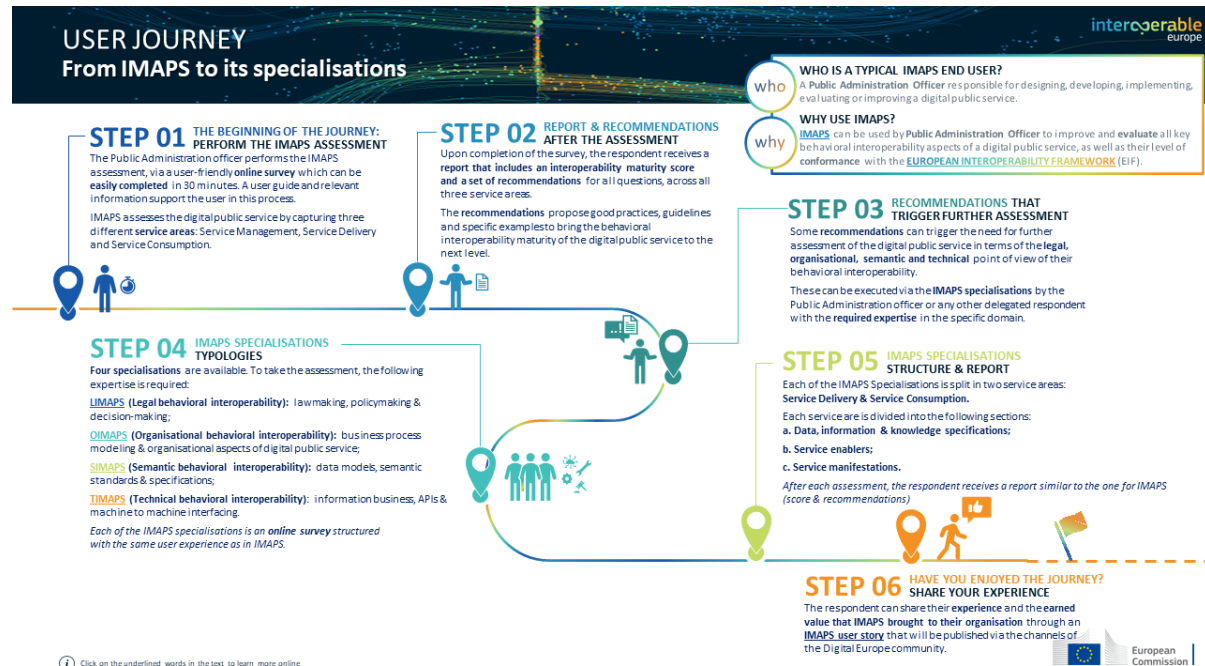 USER JOURNEY
From IMAPS to its specialisations
interoperable
europe
who
WHO IS A TYPICAL IMAPS END USER?
A Public Administration Officer responsible for designing, developing, implementing,
evaluating or improving a digital public service.
why
WHY USE IMAPS?
IMAPS can be used by Public Administration Officer to improve and evaluate all key
behavioral interoperability aspects of a digital public service, as well as their level of
conformance with the EUROPEAN INTEROPERABILITY FRAMEWORK (EIF).
STEP 01
THE BEGINNING OF THE JOURNEY:
PERFORM THE IMAPS ASSESSMENT
The Public Administration officer performs the IMAPS
assessment, via a user-friendly online survey which can be
easily completed in 30 minutes. A user guide and relevant
information support the user in this process.
IMAPS assesses the digital public service by capturing three
different service areas: Service Management, Service Delivery
and Service Consumption.
STEP 02
REPORT & RECOMMENDATIONS
AFTER THE ASSESSMENT
Upon completion of the survey, the respondent receives a
report that includes an interoperability maturity score
and a set of recommendations for all questions, across all
three service areas.
The recommendations propose good practices, guidelines
and specific examples to bring the behavioral
interoperability maturity of the digital public service to the
next level.
STEP 03
RECOMMENDATIONS THAT
TRIGGER FURTHER ASSESSMENT
Some recommendations can trigger the need for further
assessment of the digital public service in terms of the legal,
organisational, semantic and technical point of view of their
behavioral interoperability.
These can be executed via the IMAPS specialisations by the
Public Administration officer or any other delegated respondent
with the required expertise in the specific domain.
STEP 04
IMAPS SPECIALISATIONS
TYPOLOGIES
Four specialisations are available. To take the assessment, the following
expertise is required:
LIMAPS (Legal behavioral interoperability): lawmaking, policymaking &
decision-making;
OIMAPS (Organisational behavioral interoperability): business process
modeling & organisational aspects of digital public service;
SIMAPS (Semantic behavioral interoperability): data models, semantic
standards & specifications;
TIMAPS (Technical behavioral interoperability): information business, APIs &
machine to machine interfacing.
Each of the IMAPS specialisations is an online survey structured
with the same user experience as in IMAPS.
STEP 05
IMAPS SPECIALISATIONS
STRUCTURE & REPORT
Each of the IMAPS Specialisations is split in two service areas:
Service Delivery & Service Consumption.
Each service are is divided into the following sections:
a. Data, information & knowledge specifications;
b. Service enablers;
c. Service manifestations.
After each assessment, the respondent receives a report similar to the one for IMAPS
(score & recommendations)
STEP 06
HAVE YOU ENJOYED THE JOURNEY?
SHARE YOUR EXPERIENCE
The respondent can share their experience and the earned
value that IMAPS brought to their organisation through an
IMAPS user story that will be published via the channels of
the Digital Europe community.
European
Commission
i Click on the underlined words in the text to learn more online